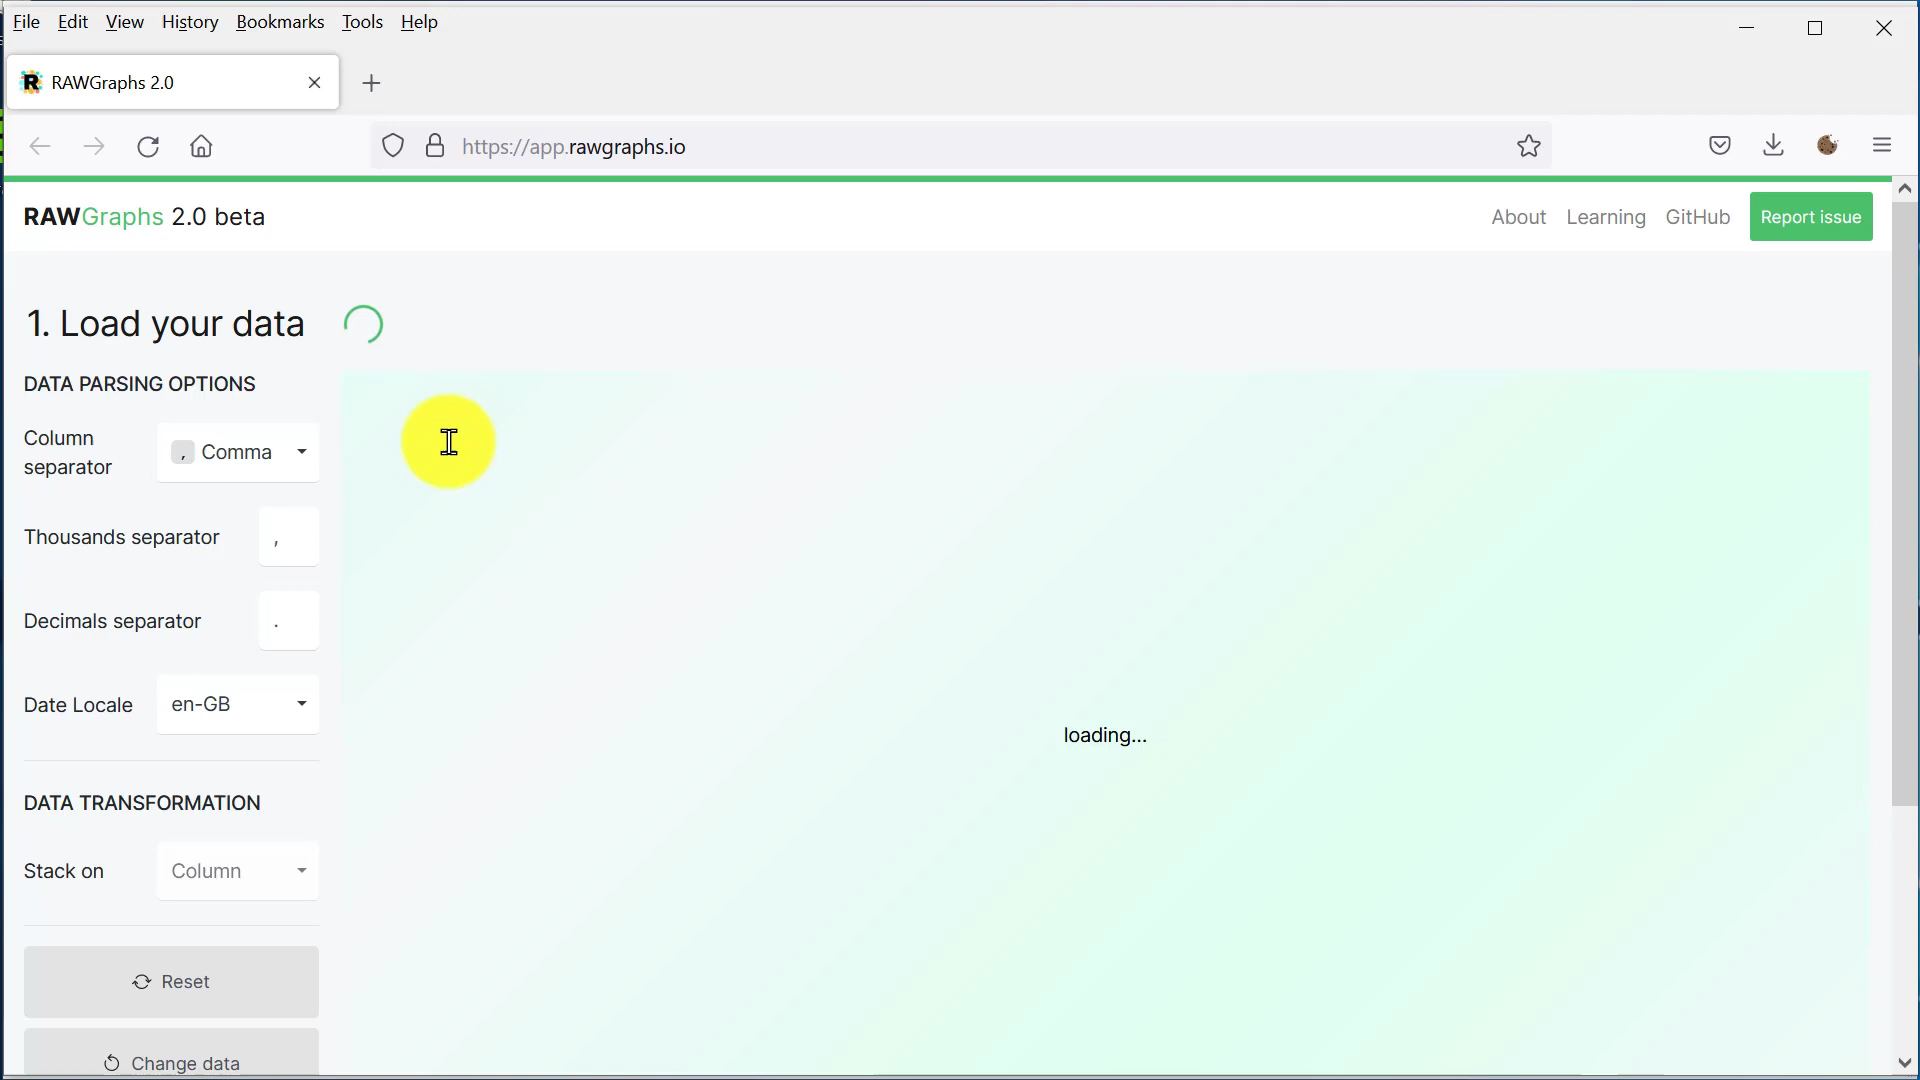 File Edit View History Bookmarks Tools Help
RAWGraphs 2.0
https://app.rawgraphs.io
RAWGraphs 2.0 beta
About Learning GitHub Report issue
1. Load your data
DATA PARSING OPTIONS
Column
separator
, Comma
Thousands separator ,
Decimals separator .
Date Locale en-GB
loading...
DATA TRANSFORMATION
Stack on Column
Reset
Change data